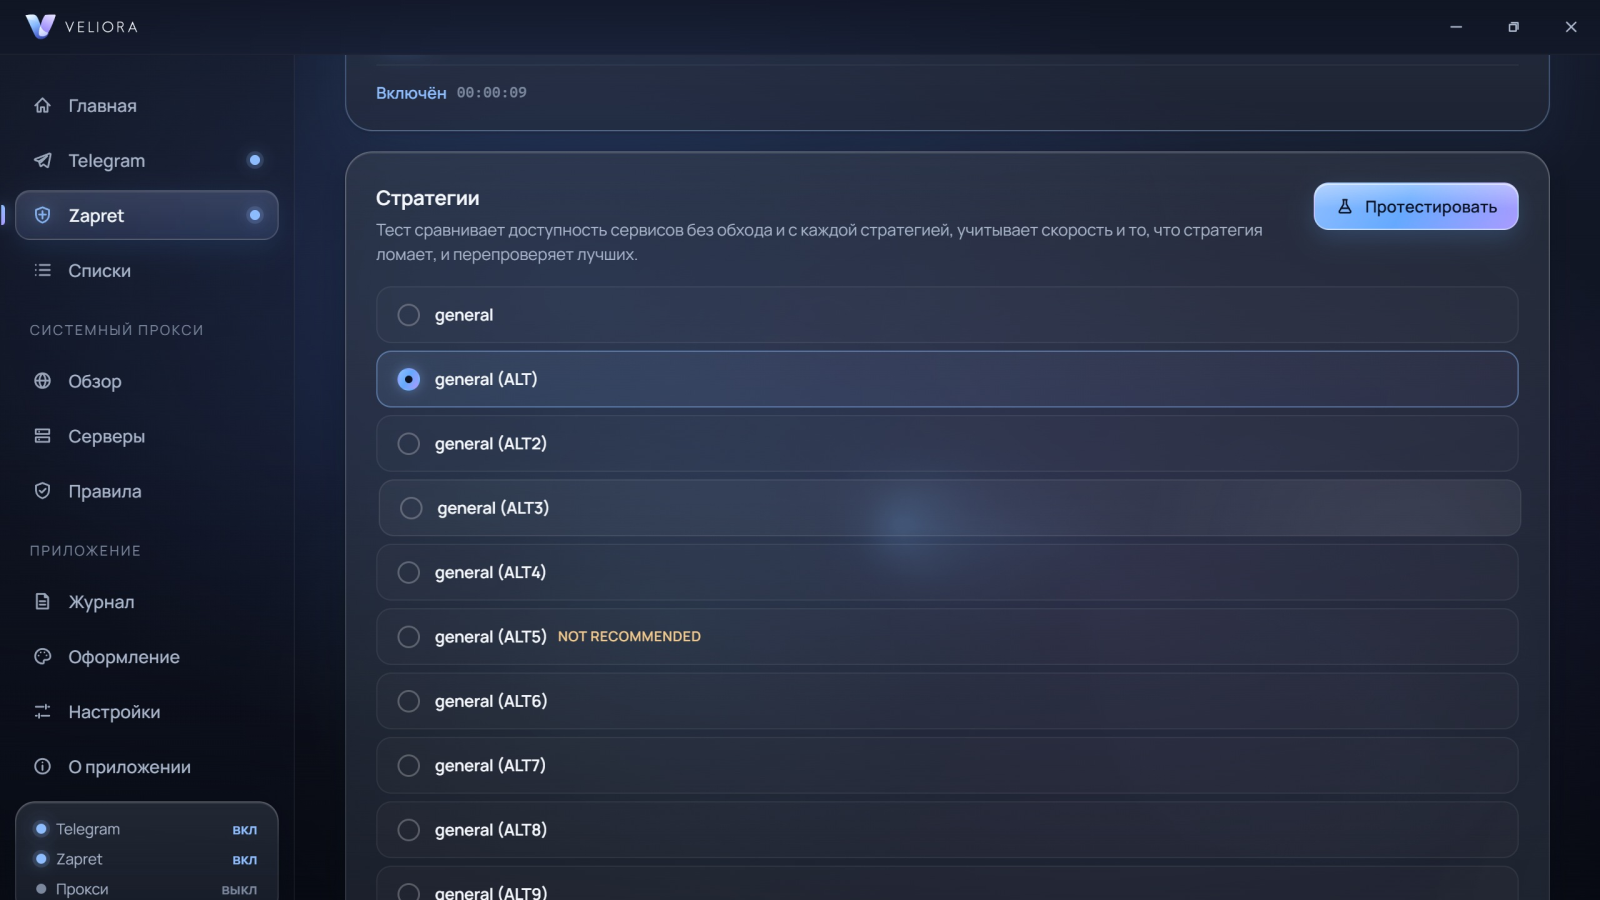 VELIORA
Главная
Telegram
Zapret
Списки
СИСТЕМНЫЙ ПРОКСИ
Обзор
Серверы
Правила
ПРИЛОЖЕНИЕ
Журнал
Оформление
Настройки
О приложении
Telegram ВКЛ
Zapret ВКЛ
Прокси ВЫКЛ
Включён 00:00:09
Стратегии
Тест сравнивает доступность сервисов без обхода и с каждой стратегией, учитывает скорость и то, что стратегия
ломает, и перепроверяет лучших.
Протестировать
general
general (ALT)
general (ALT2)
general (ALT3)
general (ALT4)
general (ALT5) NOT RECOMMENDED
general (ALT6)
general (ALT7)
general (ALT8)
general (ALT9)